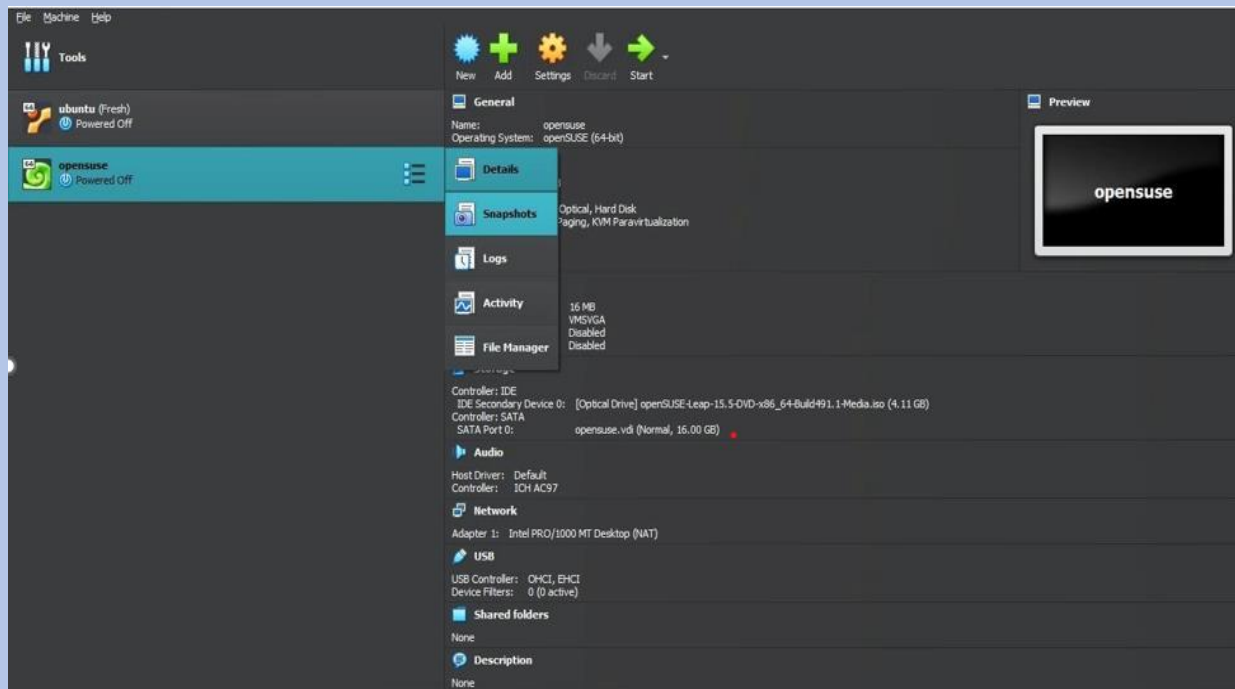 File Machine Help
Tools
New Add Settings Discard Start
ubuntu (Fresh)
Powered Off
opensuse
Powered Off
Details
Snapshots
Logs
Activity
File Manager
General
Name: opensuse
Operating System: openSUSE (64-bit)
Preview
opensuse
Optical, Hard Disk
Paging, KVM Paravirtualization
16 MB
VMSVGA
Disabled
Disabled
Storage
Controller: IDE
IDE Secondary Device 0: [Optical Drive] openSUSE-Leap-15.5-DVD-x86_64-Build491.1-Media.iso (4.11 GB)
Controller: SATA
SATA Port 0: opensuse.vdi (Normal, 16.00 GB)
Audio
Host Driver: Default
Controller: ICH AC97
Network
Adapter 1: Intel PRO/1000 MT Desktop (NAT)
USB
USB Controller: OHCI, EHCI
Device Filters: 0 (0 active)
Shared folders
None
Description
None